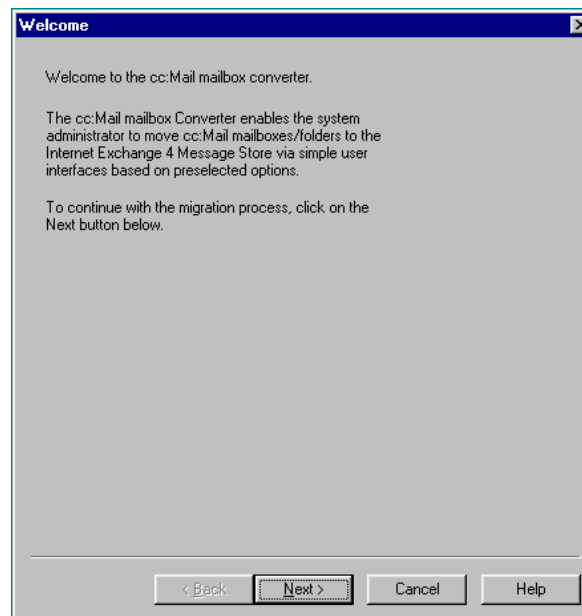 Welcome
Welcome to the cc:Mail mailbox converter.
The cc:Mail mailbox Converter enables the system
administrator to move cc:Mail mailboxes/folders to the
Internet Exchange 4 Message Store via simple user
interfaces based on preselected options.
To continue with the migration process, click on the
Next button below.
< Back Next > Cancel Help